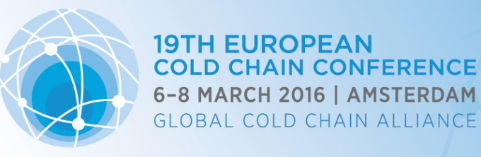 19TH EUROPEAN
COLD CHAIN CONFERENCE
6–8 MARCH 2016 | AMSTERDAM
GLOBAL COLD CHAIN ALLIANCE